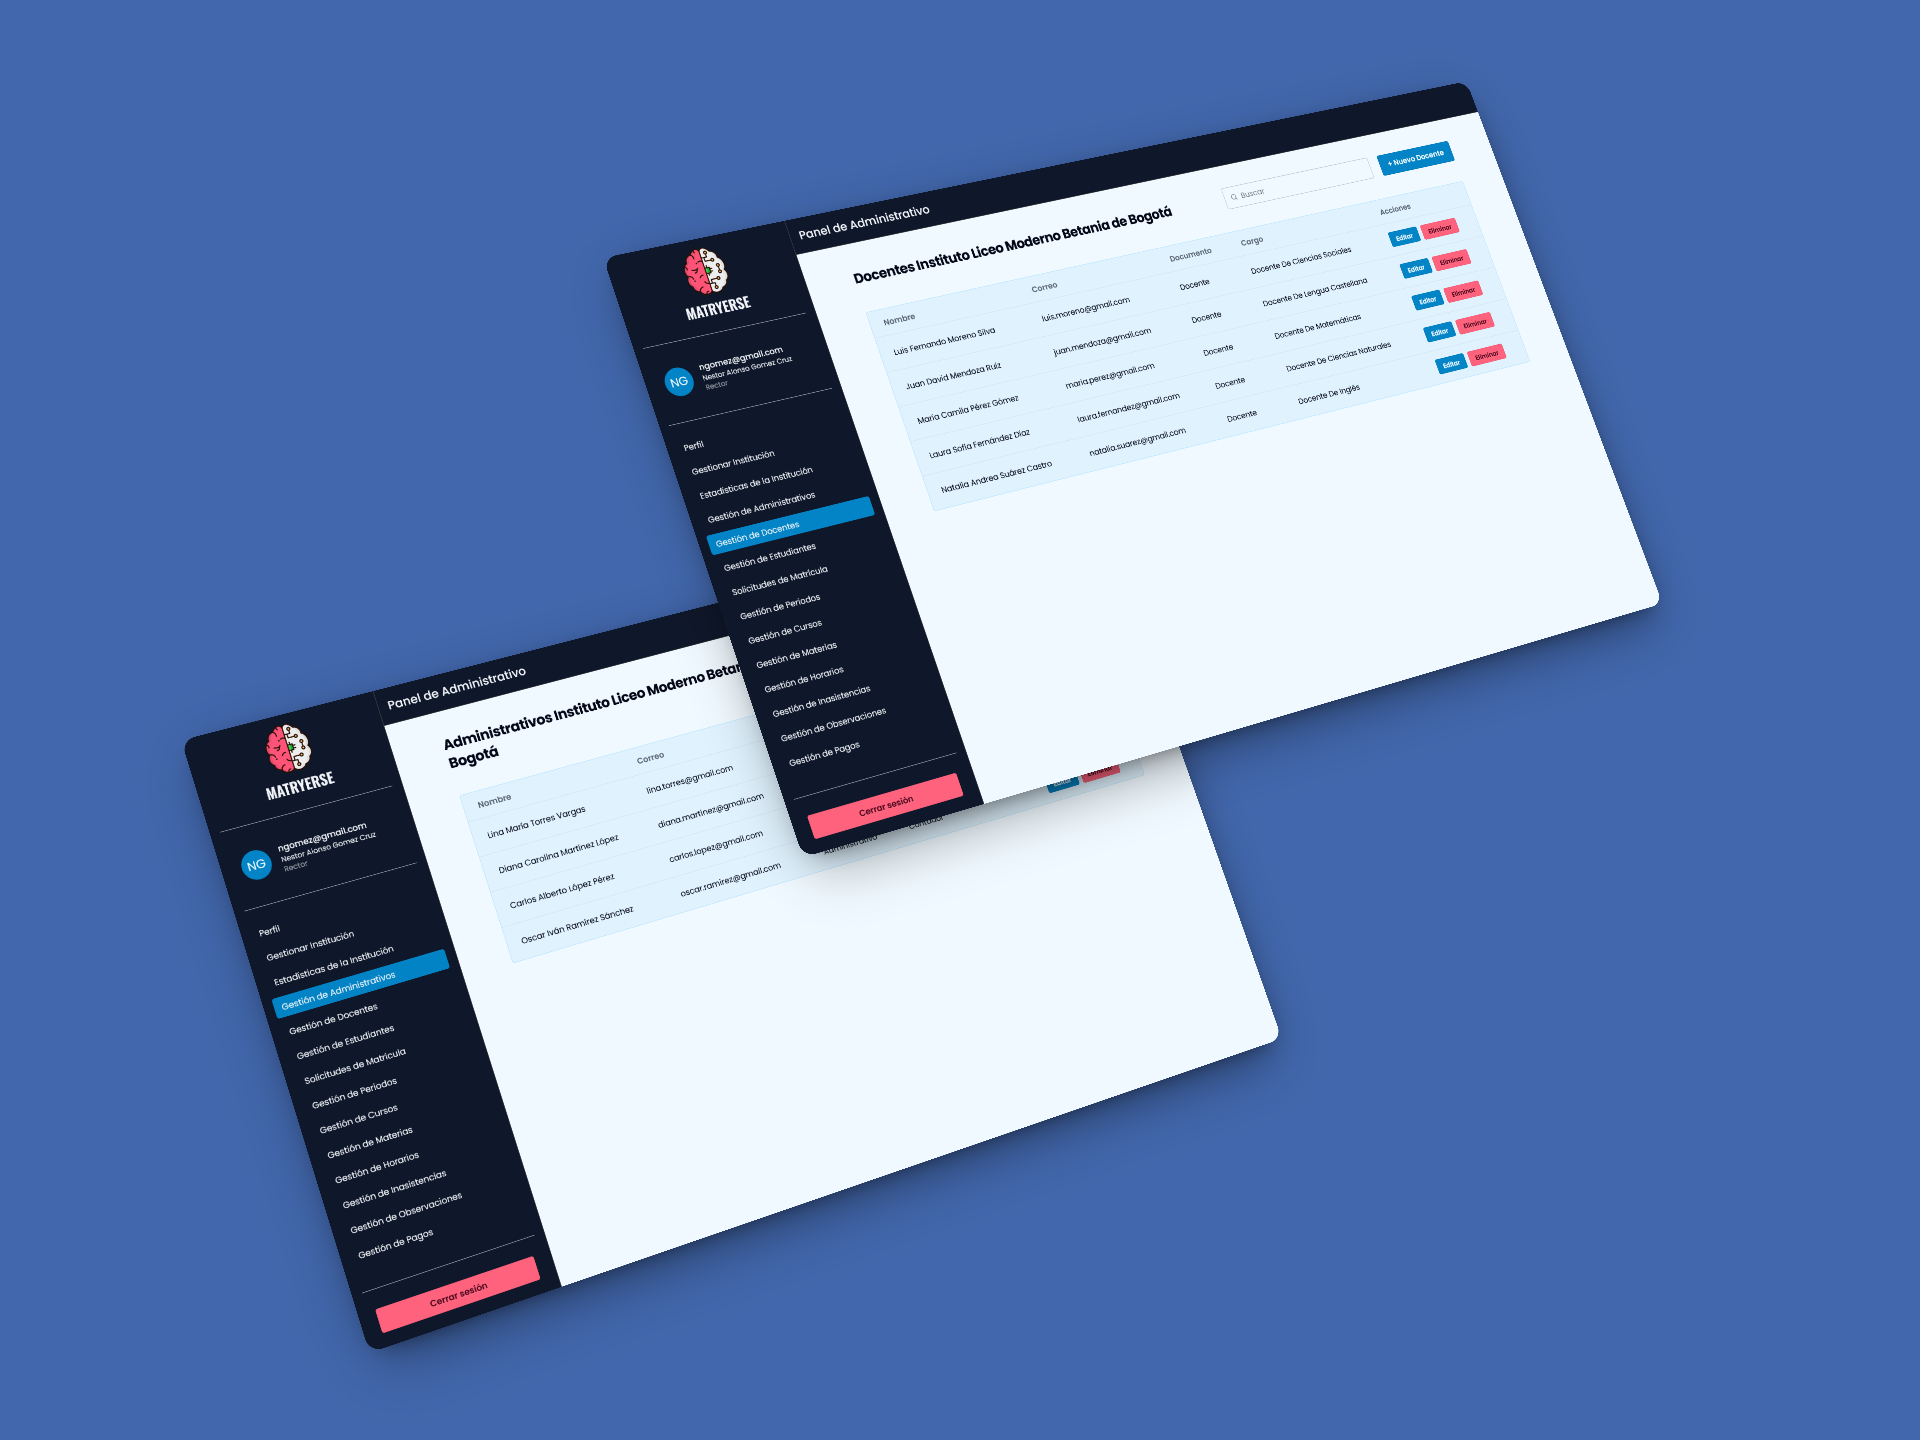 Panel de Administrativo
MATRYERSE
ngomez@gmail.com
Nestor Alonso Gomez Cruz
Rector
NG
Perfil
Gestionar Institución
Estadísticas de la Institución
Gestión de Administrativos
Gestión de Docentes
Gestión de Estudiantes
Solicitudes de Matrícula
Gestión de Periodos
Gestión de Cursos
Gestión de Materias
Gestión de Horarios
Gestión de Inasistencias
Gestión de Observaciones
Gestión de Pagos
Cerrar sesión
Docentes Instituto Liceo Moderno Betania de Bogotá
Buscar
+ Nuevo Docente
Nombre Correo Documento Cargo Acciones
Luis Fernando Moreno Silva luis.moreno@gmail.com Docente Docente De Ciencias Sociales Editar Eliminar
Juan David Mendoza Ruiz juan.mendoza@gmail.com Docente Docente De Lengua Castellana Editar Eliminar
María Camila Pérez Gómez maria.perez@gmail.com Docente Docente De Matemáticas Editar Eliminar
Laura Sofía Fernández Díaz laura.fernandez@gmail.com Docente Docente De Ciencias Naturales Editar Eliminar
Natalia Andrea Suárez Castro natalia.suarez@gmail.com Docente Docente De Inglés Editar Eliminar
Panel de Administrativo
MATRYERSE
ngomez@gmail.com
Nestor Alonso Gomez Cruz
Rector
NG
Perfil
Gestionar Institución
Estadísticas de la Institución
Gestión de Administrativos
Gestión de Docentes
Gestión de Estudiantes
Solicitudes de Matrícula
Gestión de Periodos
Gestión de Cursos
Gestión de Materias
Gestión de Horarios
Gestión de Inasistencias
Gestión de Observaciones
Gestión de Pagos
Cerrar sesión
Administrativos Instituto Liceo Moderno
Bogotá
Nombre Correo
Lina María Torres Vargas lina.torres@gmail.com
Diana Carolina Martínez López diana.martinez@gmail.com
Carlos Alberto López Pérez carlos.lopez@gmail.com
Oscar Iván Ramírez Sánchez oscar.ramirez@gmail.com Administrativo Contador Eliminar